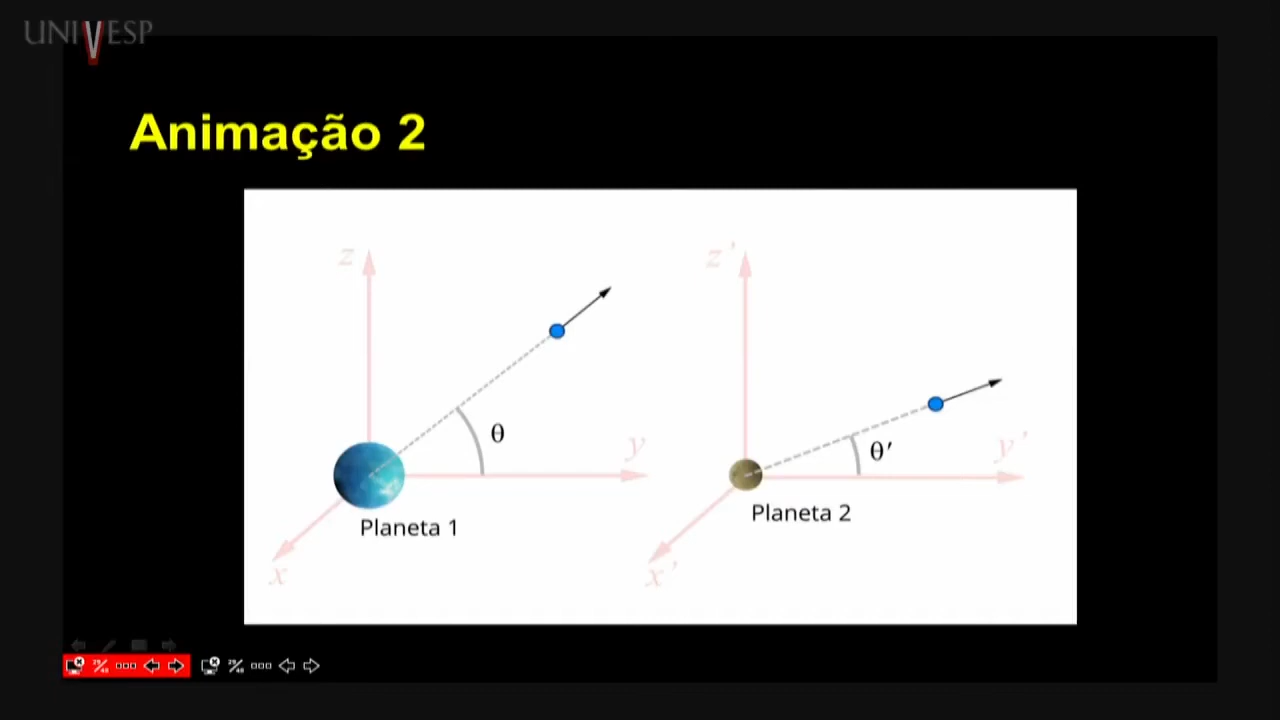 UNIVESP
Animação 2
z
z'
θ
y
θ′
y'
Planeta 1
Planeta 2
x
x'